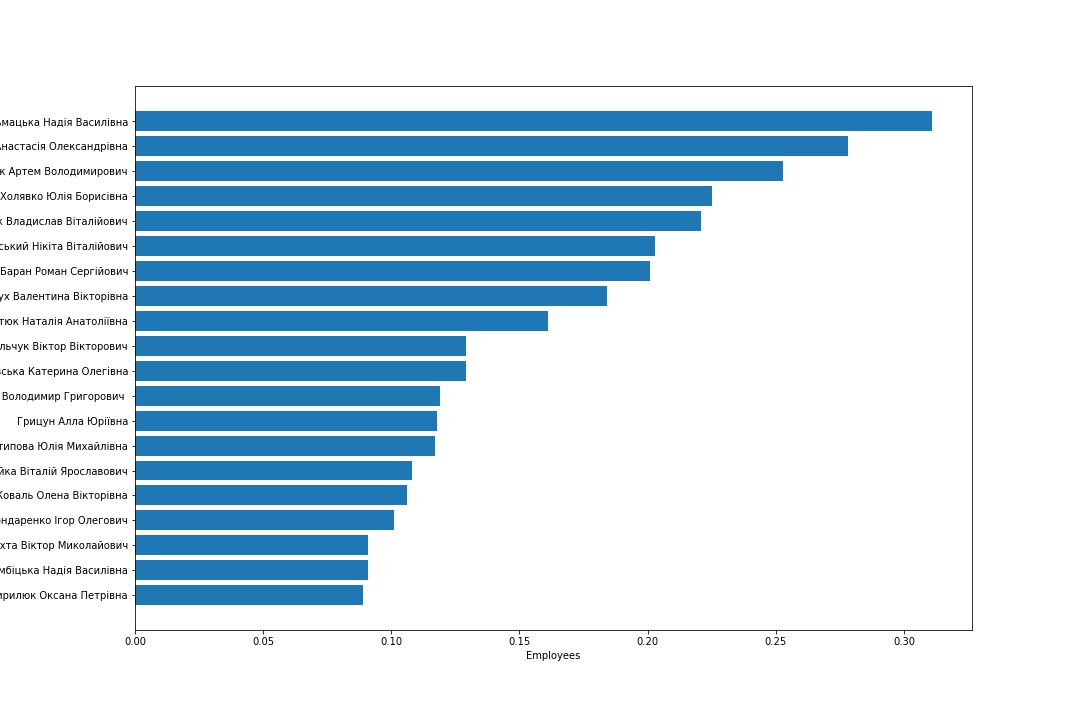 Надія Василівна
Анастасія Олександрівна
Артем Володимирович
Холявко Юлія Борисівна
Владислав Віталійович
Нікіта Віталійович
Баран Роман Сергійович
Валентина Вікторівна
Наталія Анатоліївна
Віктор Вікторович
Катерина Олегівна
Володимир Григорович
Грицун Алла Юріївна
Юлія Михайлівна
Віталій Ярославович
Коваль Олена Вікторівна
Ігор Олегович
Віктор Миколайович
Надія Василівна
Оксана Петрівна
0.00 0.05 0.10 0.15 0.20 0.25 0.30
Employees